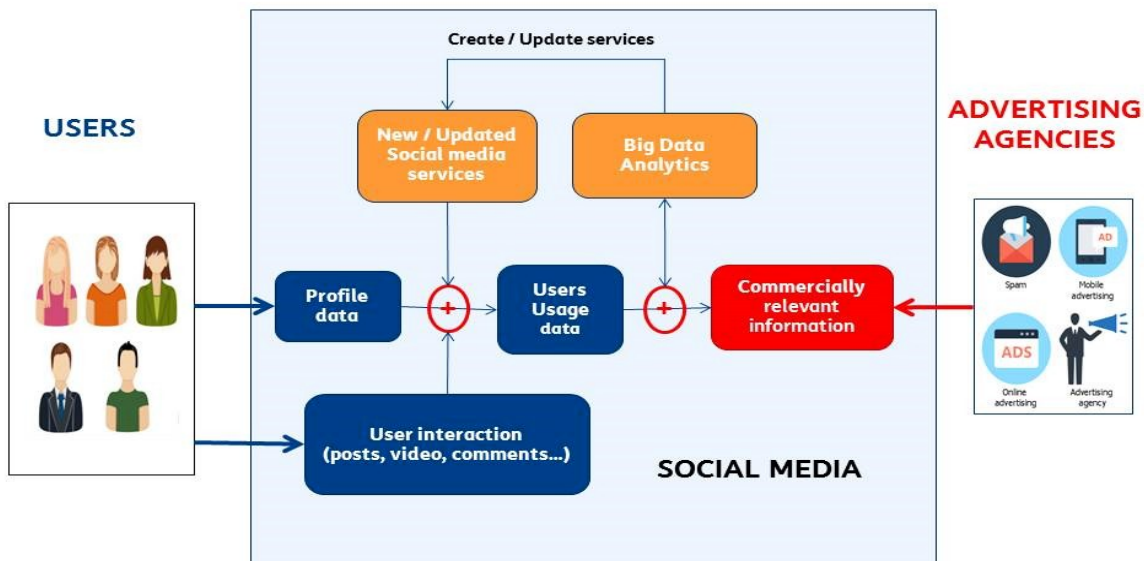 Create / Update services
USERS
ADVERTISING
AGENCIES
New / Updated
Social media
services
Big Data
Analytics
Spam
AD
Mobile
advertising
Profile
data
+
Users
Usage
data
+
Commercially
relevant
information
ADS
Online
advertising
Advertising
agency
User interaction
(posts, video, comments...)
SOCIAL MEDIA